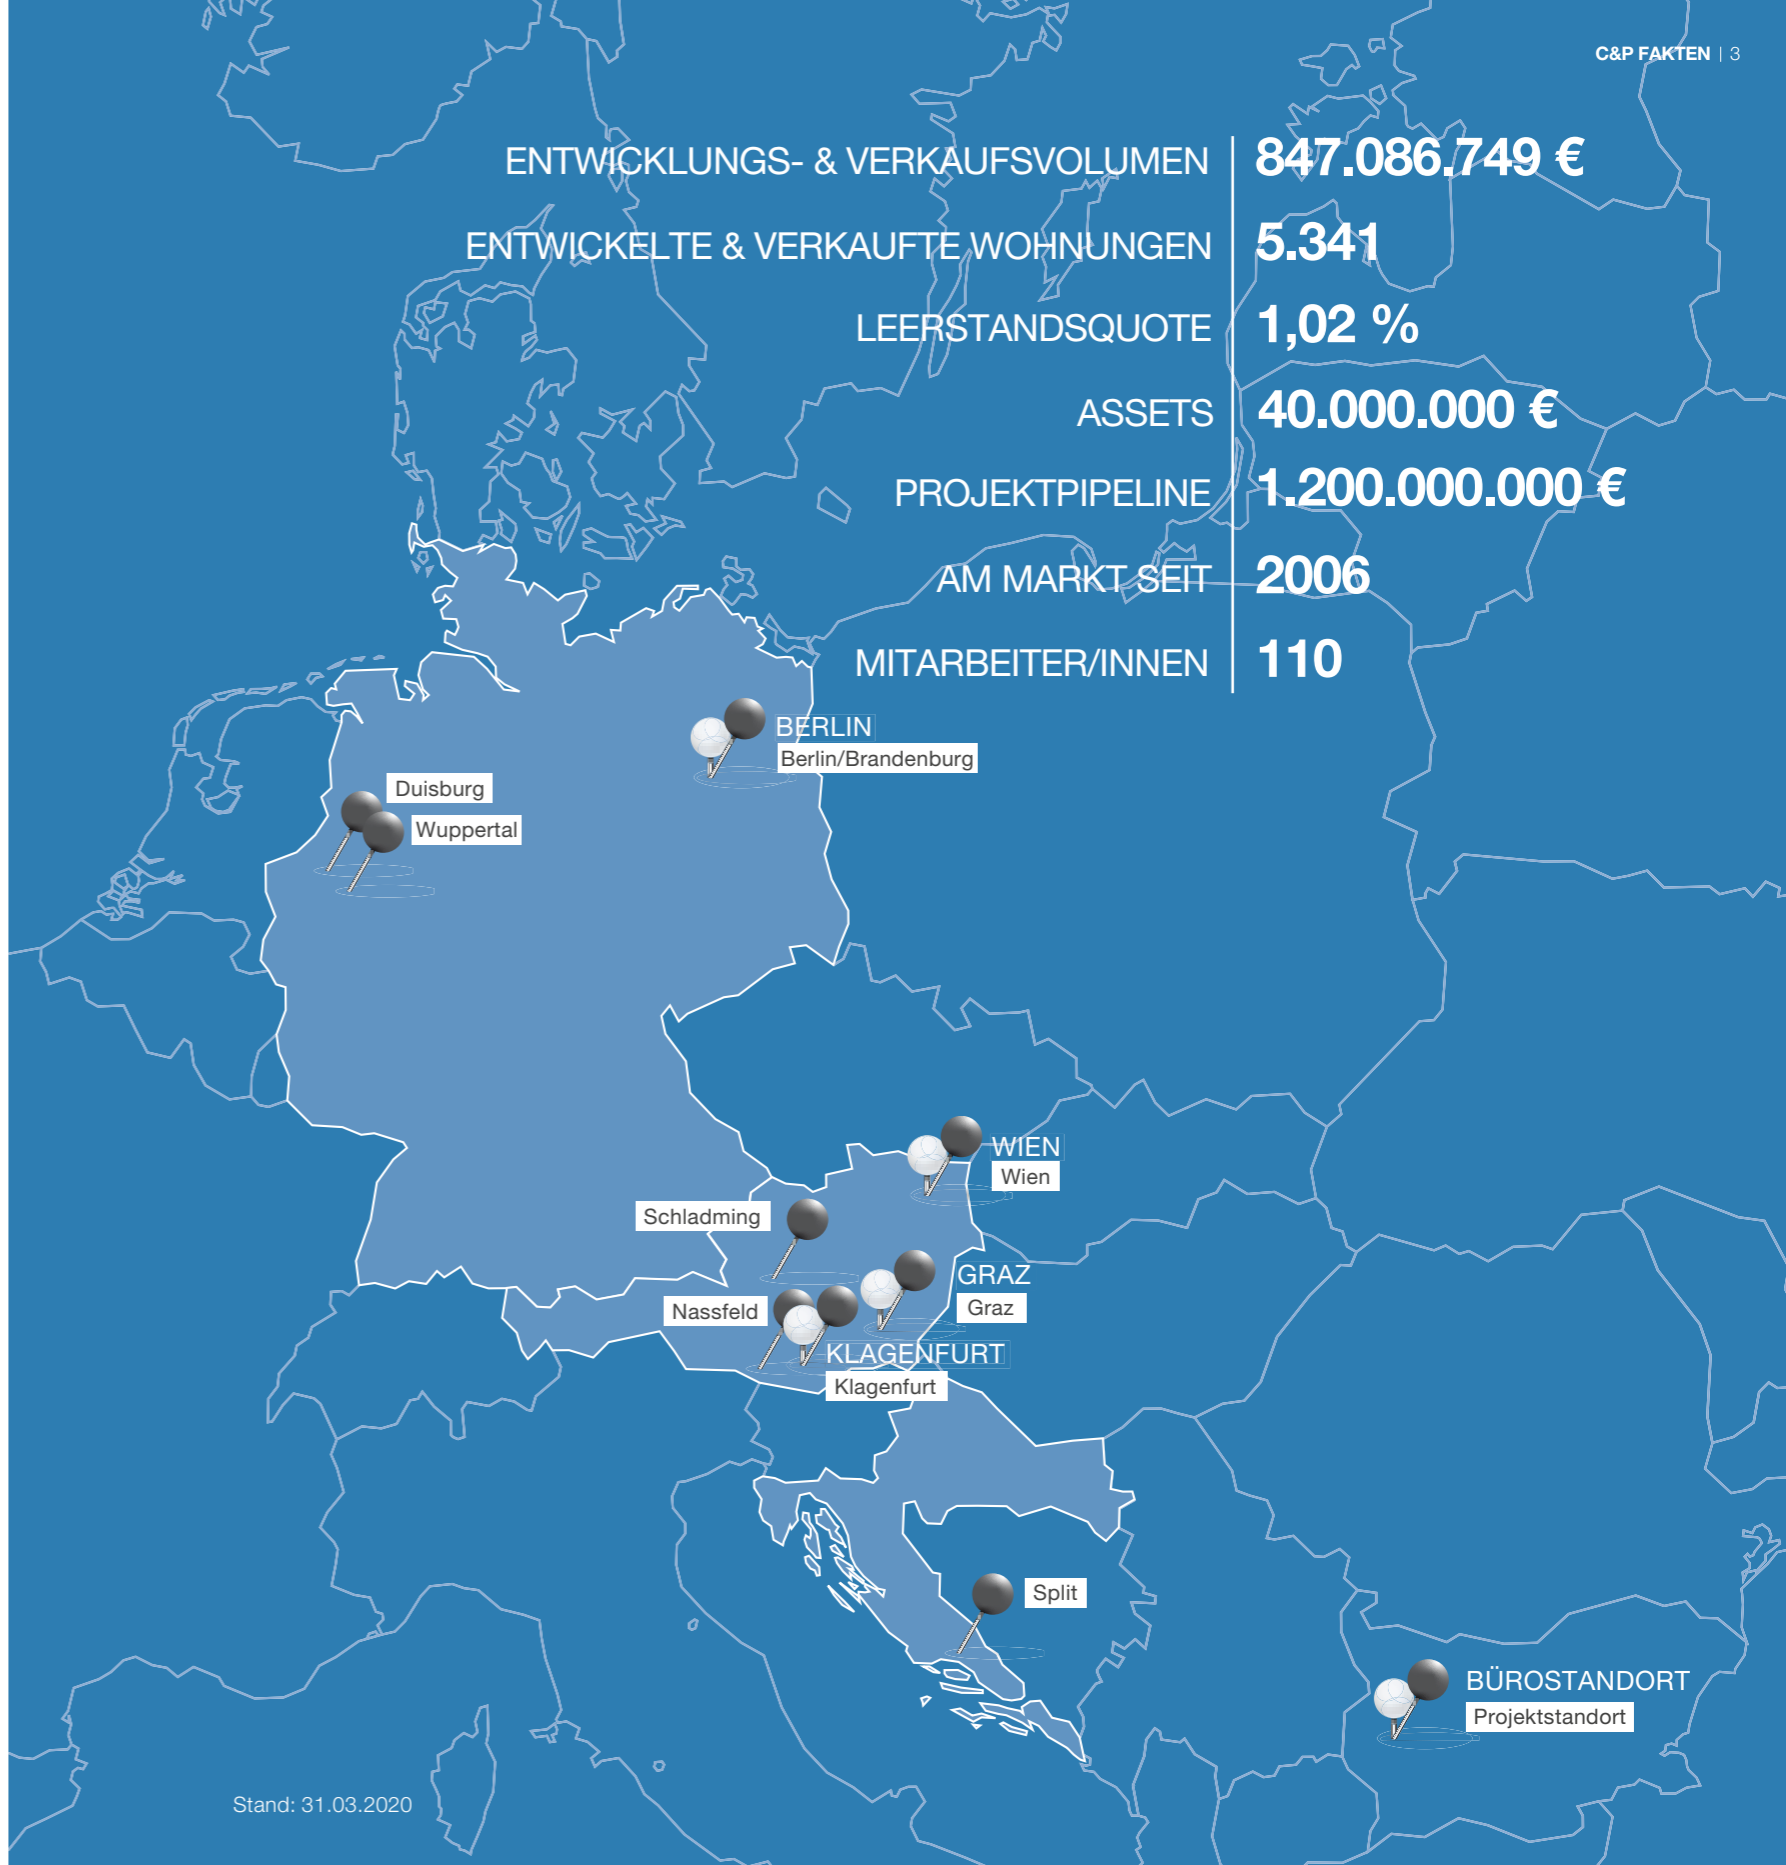 C&P FAKTEN | 3
ENTWICKLUNGS- & VERKAUFSVOLUMEN 847.086.749 €
ENTWICKELTE & VERKAUFTE WOHNUNGEN 5.341
LEERSTANDSQUOTE 1,02 %
ASSETS 40.000.000 €
PROJEKTPIPELINE 1.200.000.000 €
AM MARKT SEIT 2006
MITARBEITER/INNEN 110
BERLIN
Berlin/Brandenburg
Duisburg
Wuppertal
WIEN
Wien
Schladming
GRAZ
Graz
Nassfeld
KLAGENFURT
Klagenfurt
Split
BÜROSTANDORT
Projektstandort
Stand: 31.03.2020